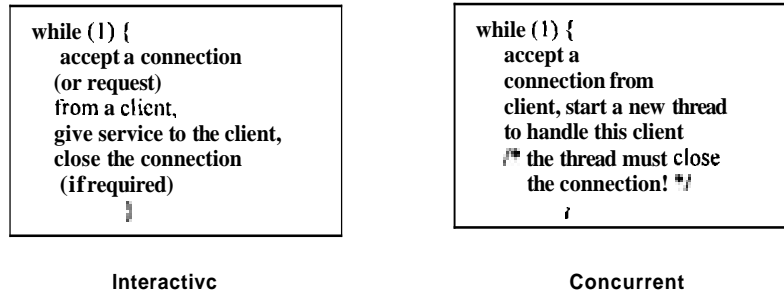 while (1) {
accept a connection
(or request)
from a client,
give service to the client,
close the connection
(if required)
}
Interactive
while (1) {
accept a
connection from
client, start a new thread
to handle this client
/* the thread must close
the connection! */
}
Concurrent